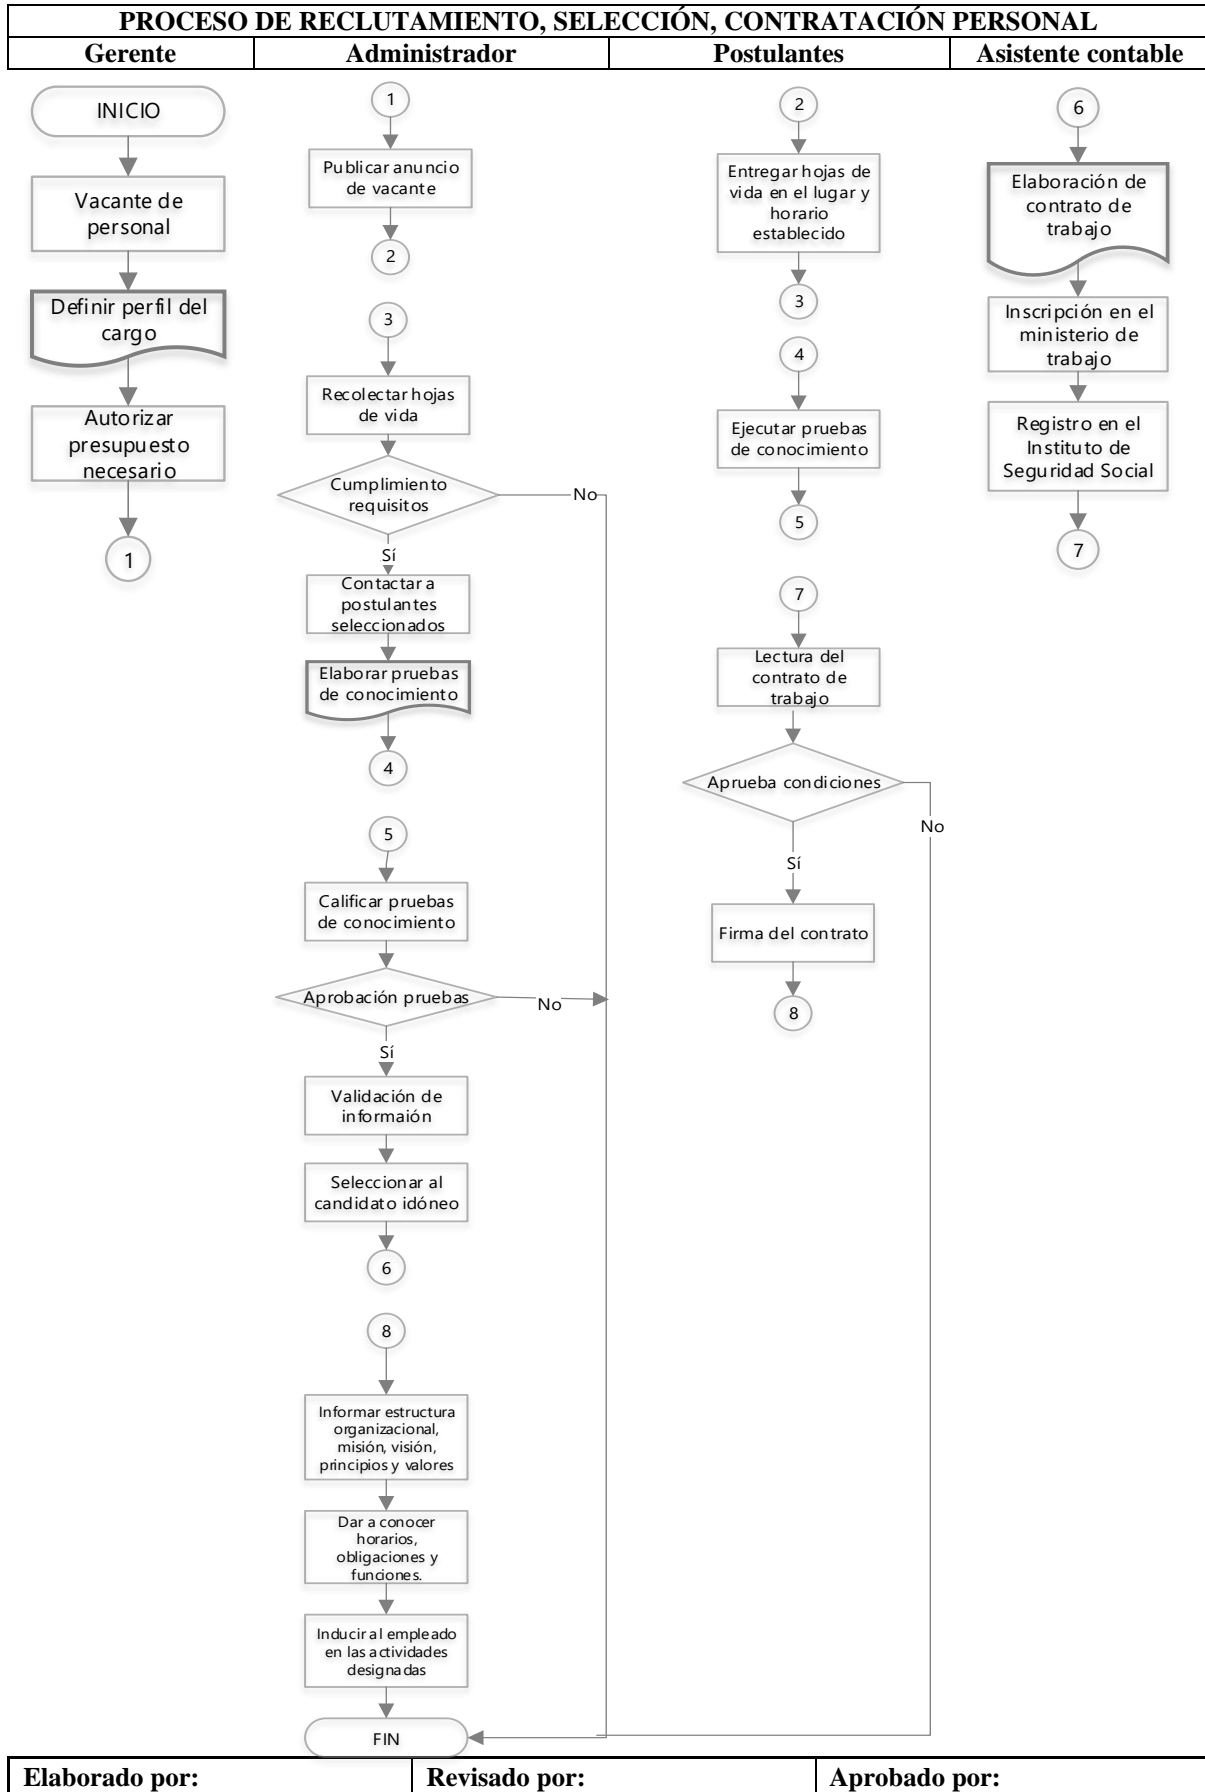 PROCESO DE RECLUTAMIENTO, SELECCIÓN, CONTRATACIÓN PERSONAL
Gerente
Administrador
Postulantes
Asistente contable
INICIO
Vacante de
personal
Definir perfil del
cargo
Autorizar
presupuesto
necesario
1
1
Publicar anuncio
de vacante
2
3
Recolectar hojas
de vida
Cumplimiento
requisitos
No
Sí
Contactar a
postulantes
seleccionados
Elaborar pruebas
de conocimiento
4
5
Calificar pruebas
de conocimiento
Aprobación pruebas
No
Sí
Validación de
informaión
Seleccionar al
candidato idóneo
6
8
Informar estructura
organizacional,
misión, visión,
principios y valores
Dar a conocer
horarios,
obligaciones y
funciones.
Inducir al empleado
en las actividades
designadas
FIN
2
Entregar hojas de
vida en el lugar y
horario
establecido
3
4
Ejecutar pruebas
de conocimiento
5
7
Lectura del
contrato de
trabajo
Aprueba condiciones
No
Sí
Firma del contrato
8
6
Elaboración de
contrato de
trabajo
Inscripción en el
ministerio de
trabajo
Registro en el
Instituto de
Seguridad Social
7
Elaborado por:
Revisado por:
Aprobado por: